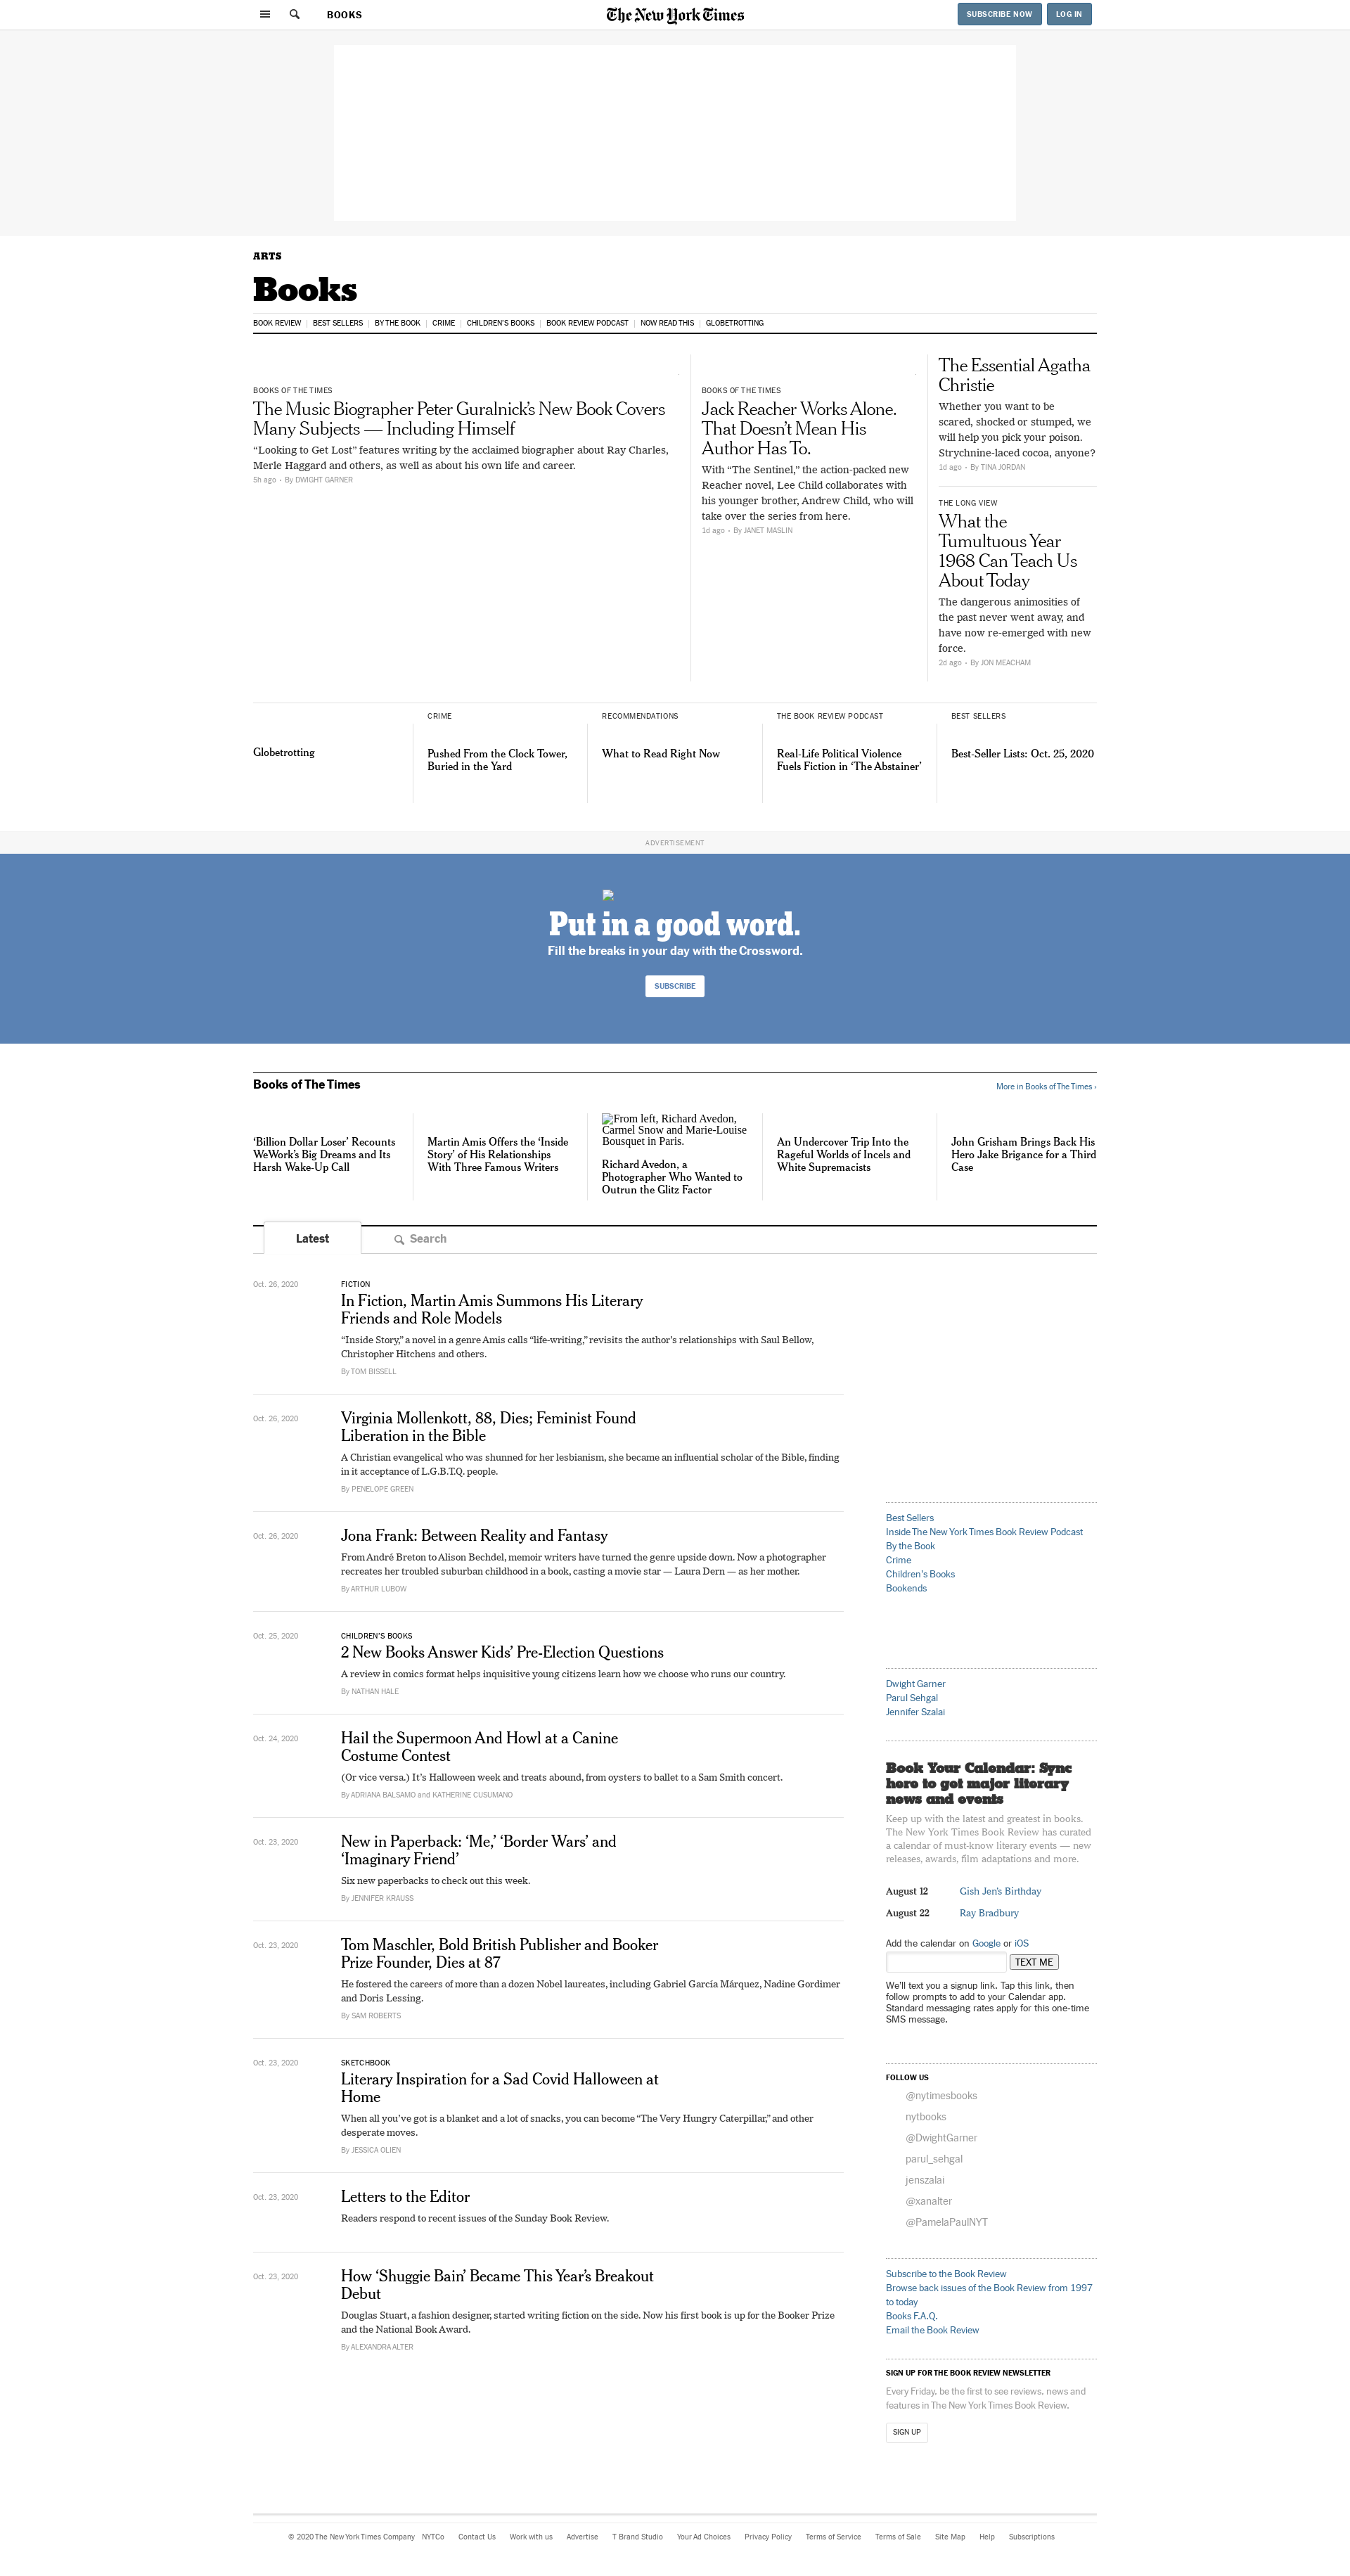 BOOKS
The New York Times
SUBSCRIBE NOW
LOG IN
ARTS
Books
BOOK REVIEW
BEST SELLERS
BY THE BOOK
CRIME
CHILDREN'S BOOKS
BOOK REVIEW PODCAST
NOW READ THIS
GLOBETROTTING
BOOKS OF THE TIMES
The Music Biographer Peter Guralnick’s New Book Covers
Many Subjects — Including Himself
“Looking to Get Lost” features writing by the acclaimed biographer about Ray Charles,
Merle Haggard and others, as well as about his own life and career.
5h ago • By DWIGHT GARNER
BOOKS OF THE TIMES
Jack Reacher Works Alone.
That Doesn’t Mean His
Author Has To.
With “The Sentinel,” the action-packed new
Reacher novel, Lee Child collaborates with
his younger brother, Andrew Child, who will
take over the series from here.
1d ago • By JANET MASLIN
The Essential Agatha
Christie
Whether you want to be
scared, shocked or stumped, we
will help you pick your poison.
Strychnine-laced cocoa, anyone?
1d ago • By TINA JORDAN
THE LONG VIEW
What the
Tumultuous Year
1968 Can Teach Us
About Today
The dangerous animosities of
the past never went away, and
have now re-emerged with new
force.
2d ago • By JON MEACHAM
Globetrotting
CRIME
Pushed From the Clock Tower,
Buried in the Yard
RECOMMENDATIONS
What to Read Right Now
THE BOOK REVIEW PODCAST
Real-Life Political Violence
Fuels Fiction in ‘The Abstainer’
BEST SELLERS
Best-Seller Lists: Oct. 25, 2020
ADVERTISEMENT
Put in a good word.
Fill the breaks in your day with the Crossword.
SUBSCRIBE
Books of The Times
More in Books of The Times ›
‘Billion Dollar Loser’ Recounts
WeWork’s Big Dreams and Its
Harsh Wake-Up Call
Martin Amis Offers the ‘Inside
Story’ of His Relationships
With Three Famous Writers
From left, Richard Avedon,
Carmel Snow and Marie-Louise
Bousquet in Paris.
Richard Avedon, a
Photographer Who Wanted to
Outrun the Glitz Factor
An Undercover Trip Into the
Rageful Worlds of Incels and
White Supremacists
John Grisham Brings Back His
Hero Jake Brigance for a Third
Case
Latest
Search
Oct. 26, 2020
FICTION
In Fiction, Martin Amis Summons His Literary
Friends and Role Models
“Inside Story,” a novel in a genre Amis calls “life-writing,” revisits the author’s relationships with Saul Bellow,
Christopher Hitchens and others.
By TOM BISSELL
Oct. 26, 2020
Virginia Mollenkott, 88, Dies; Feminist Found
Liberation in the Bible
A Christian evangelical who was shunned for her lesbianism, she became an influential scholar of the Bible, finding
in it acceptance of L.G.B.T.Q. people.
By PENELOPE GREEN
Oct. 26, 2020
Jona Frank: Between Reality and Fantasy
From André Breton to Alison Bechdel, memoir writers have turned the genre upside down. Now a photographer
recreates her troubled suburban childhood in a book, casting a movie star — Laura Dern — as her mother.
By ARTHUR LUBOW
Oct. 25, 2020
CHILDREN’S BOOKS
2 New Books Answer Kids’ Pre-Election Questions
A review in comics format helps inquisitive young citizens learn how we choose who runs our country.
By NATHAN HALE
Oct. 24, 2020
Hail the Supermoon And Howl at a Canine
Costume Contest
(Or vice versa.) It’s Halloween week and treats abound, from oysters to ballet to a Sam Smith concert.
By ADRIANA BALSAMO and KATHERINE CUSUMANO
Oct. 23, 2020
New in Paperback: ‘Me,’ ‘Border Wars’ and
‘Imaginary Friend’
Six new paperbacks to check out this week.
By JENNIFER KRAUSS
Oct. 23, 2020
Tom Maschler, Bold British Publisher and Booker
Prize Founder, Dies at 87
He fostered the careers of more than a dozen Nobel laureates, including Gabriel García Márquez, Nadine Gordimer
and Doris Lessing.
By SAM ROBERTS
Oct. 23, 2020
SKETCHBOOK
Literary Inspiration for a Sad Covid Halloween at
Home
When all you’ve got is a blanket and a lot of snacks, you can become “The Very Hungry Caterpillar,” and other
desperate moves.
By JESSICA OLIEN
Oct. 23, 2020
Letters to the Editor
Readers respond to recent issues of the Sunday Book Review.
Oct. 23, 2020
How ‘Shuggie Bain’ Became This Year’s Breakout
Debut
Douglas Stuart, a fashion designer, started writing fiction on the side. Now his first book is up for the Booker Prize
and the National Book Award.
By ALEXANDRA ALTER
Best Sellers
Inside The New York Times Book Review Podcast
By the Book
Crime
Children's Books
Bookends
Dwight Garner
Parul Sehgal
Jennifer Szalai
Book Your Calendar: Sync
here to get major literary
news and events
Keep up with the latest and greatest in books.
The New York Times Book Review has curated
a calendar of must-know literary events — new
releases, awards, film adaptations and more.
August 12 Gish Jen's Birthday
August 22 Ray Bradbury
Add the calendar on Google or iOS
TEXT ME
We’ll text you a signup link. Tap this link, then
follow prompts to add to your Calendar app.
Standard messaging rates apply for this one-time
SMS message.
FOLLOW US
@nytimesbooks
nytbooks
@DwightGarner
parul_sehgal
jenszalai
@xanalter
@PamelaPaulNYT
Subscribe to the Book Review
Browse back issues of the Book Review from 1997
to today
Books F.A.Q.
Email the Book Review
SIGN UP FOR THE BOOK REVIEW NEWSLETTER
Every Friday, be the first to see reviews, news and
features in The New York Times Book Review.
SIGN UP
© 2020 The New York Times Company NYTCo Contact Us Work with us Advertise T Brand Studio Your Ad Choices Privacy Policy Terms of Service Terms of Sale Site Map Help Subscriptions